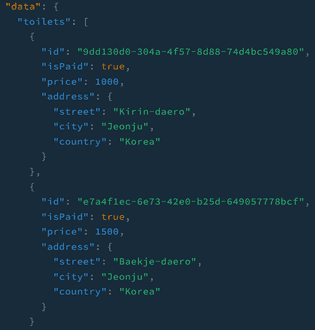 "data": {
"toilets": [
{
"id": "9dd130d0-304a-4f57-8d88-74d4bc549a80",
"isPaid": true,
"price": 1000,
"address": {
"street": "Kirin-daero",
"city": "Jeonju",
"country": "Korea"
}
},
{
"id": "e7a4f1ec-6e73-42e0-b25d-649057778bcf",
"isPaid": true,
"price": 1500,
"address": {
"street": "Baekje-daero",
"city": "Jeonju",
"country": "Korea"
}
}